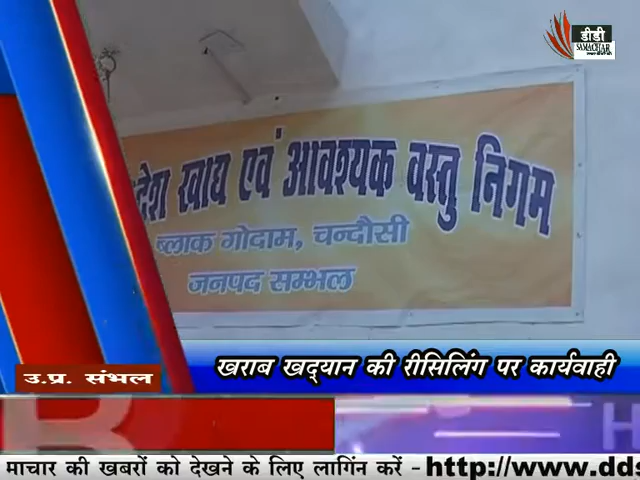 डीडी
SAMACHAR
देश खाद्य एवं आवश्यक वस्तु निगम
ब्लाक गोदाम, चन्दौसी
जनपद सम्भल
खराब खद्यान की रीसिलिंग पर कार्यवाही
उ.प्र. संभल
माचार की खबरों को देखने के लिए लागिंन करें - http://www.dds